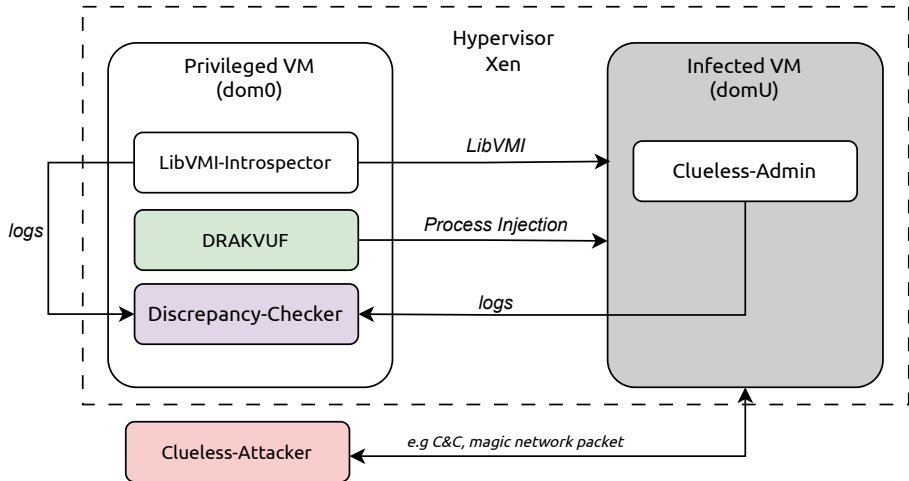 Hypervisor
Xen
Privileged VM
(dom0)
Infected VM
(domU)
LibVMI-Introspector
LibVMI
Clueless-Admin
logs
DRAKVUF
Process Injection
Discrepancy-Checker
logs
Clueless-Attacker
e.g C&C, magic network packet